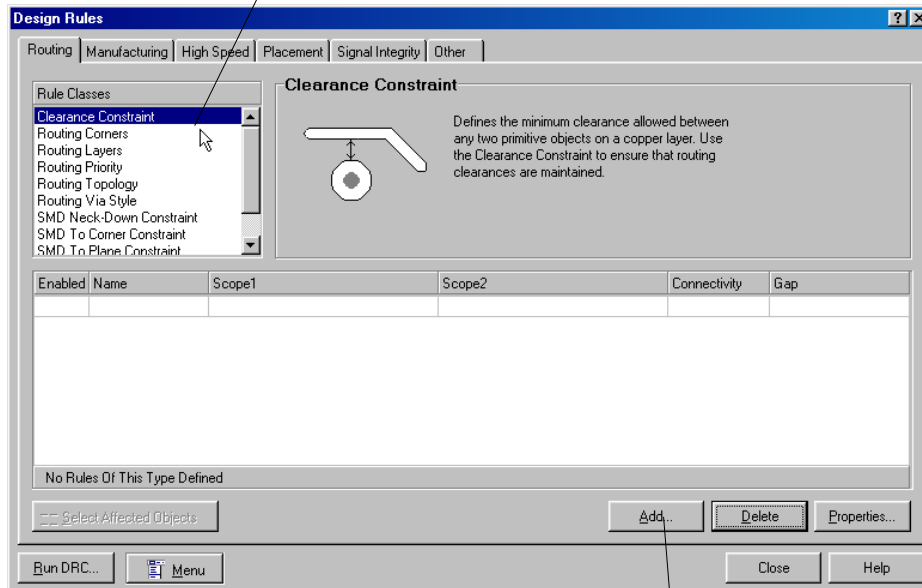 Design Rules
Routing Manufacturing High Speed Placement Signal Integrity Other
Rule Classes
Clearance Constraint
Routing Corners
Routing Layers
Routing Priority
Routing Topology
Routing Via Style
SMD Neck-Down Constraint
SMD To Corner Constraint
SMD To Plane Constraint
Clearance Constraint
Defines the minimum clearance allowed between
any two primitive objects on a copper layer. Use
the Clearance Constraint to ensure that routing
clearances are maintained.
Enabled Name Scope1 Scope2 Connectivity Gap
No Rules Of This Type Defined
Select Affected Objects Add... Delete Properties...
Run DRC... Menu Close Help